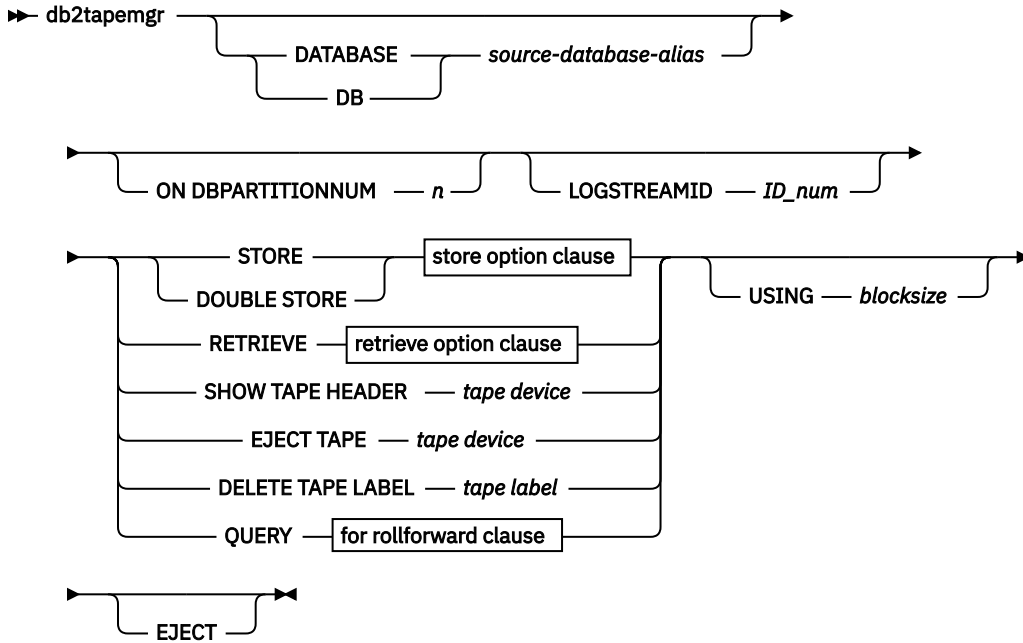 db2tapemgr
DATABASE source-database-alias
DB
ON DBPARTITIONNUM n LOGSTREAMID ID_num
STORE store option clause
DOUBLE STORE USING blocksize
RETRIEVE retrieve option clause
SHOW TAPE HEADER tape device
EJECT TAPE tape device
DELETE TAPE LABEL tape label
QUERY for rollforward clause
EJECT